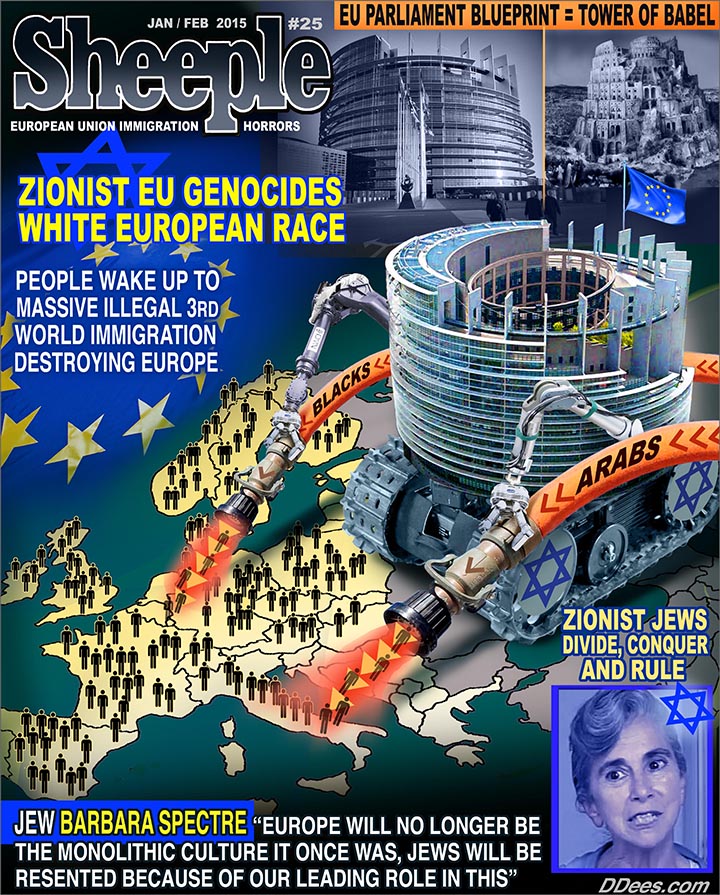 EU PARLIAMENT BLUEPRINT = TOWER OF BABEL
JAN / FEB 2015 #25
Sheeple
EUROPEAN UNION IMMIGRATION HORRORS
ZIONIST EU GENOCIDES
WHITE EUROPEAN RACE
PEOPLE WAKE UP TO
MASSIVE ILLEGAL 3RD
WORLD IMMIGRATION
DESTROYING EUROPE
BLACKS
ARABS
ZIONIST JEWS
DIVIDE, CONQUER
AND RULE
JEW BARBARA SPECTRE “EUROPE WILL NO LONGER BE
THE MONOLITHIC CULTURE IT ONCE WAS, JEWS WILL BE
RESENTED BECAUSE OF OUR LEADING ROLE IN THIS”
DDees.com